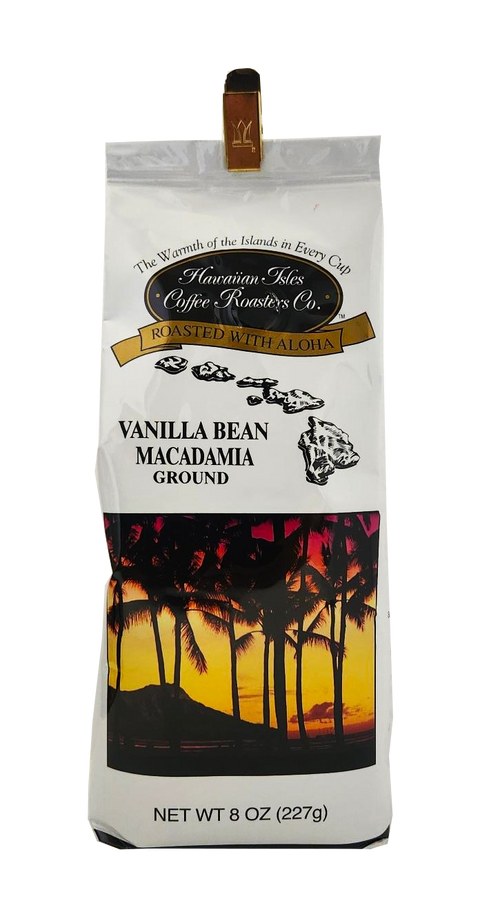 The Warmth of the Islands in Every Cup
Hawaiian Isles
Coffee Roasters Co.
TM
ROASTED WITH ALOHA
VANILLA BEAN
MACADAMIA
GROUND
NET WT 8 OZ (227g)